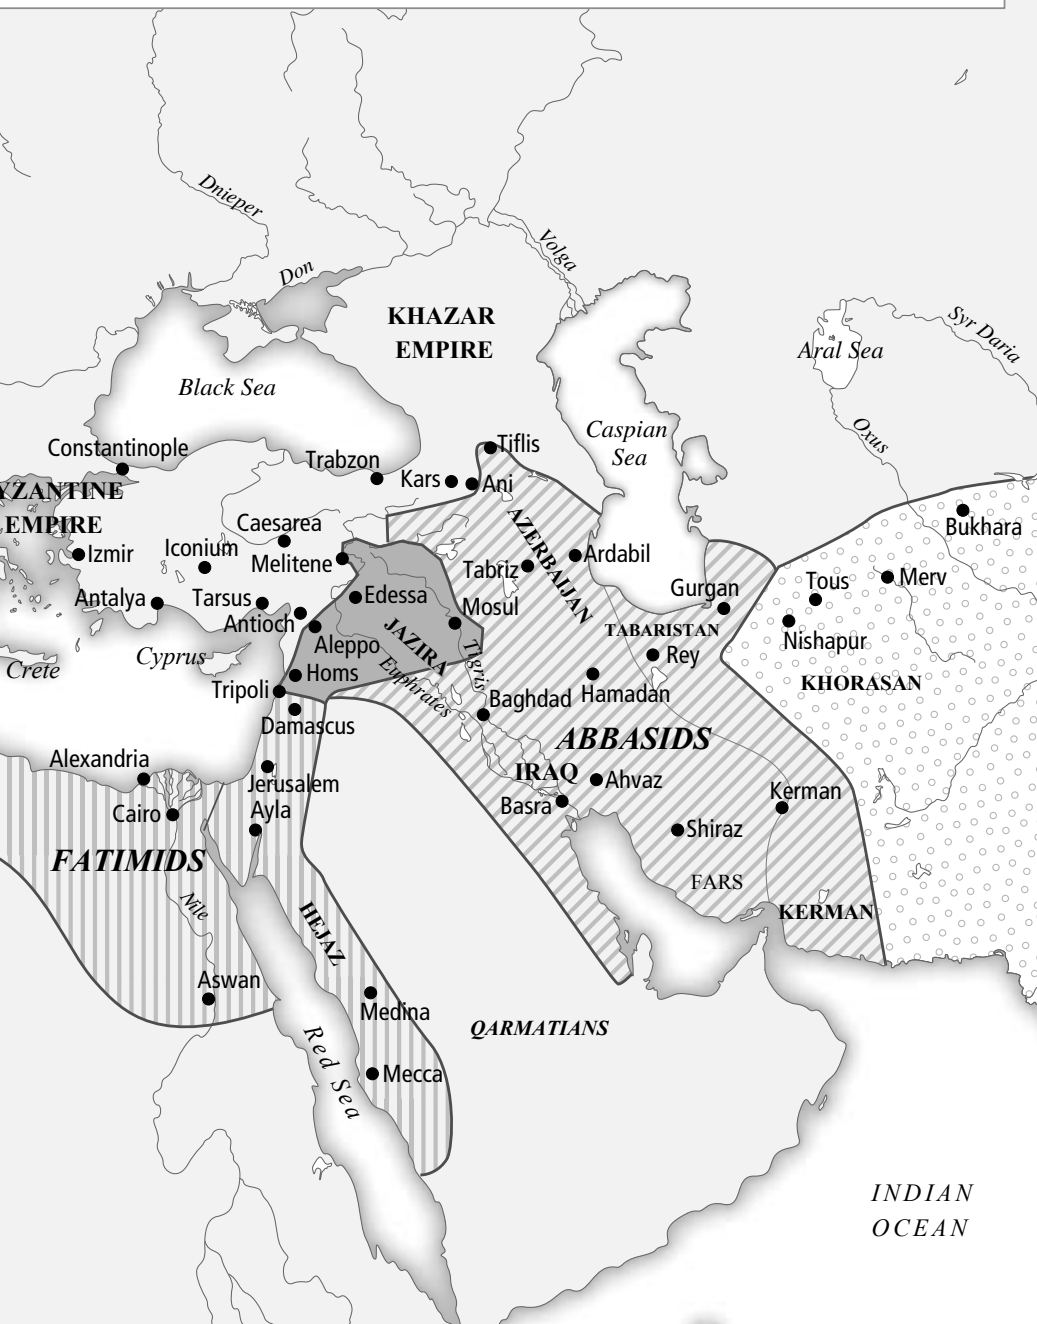 Dnieper
Volga
Don
KHAZAR
EMPIRE
Syr Daria
Aral Sea
Black Sea
Caspian
Sea
Oxus
Constantinople
Tiflis
Trabzon
Kars
Ani
YZANTINE
EMPIRE
Caesarea
AZERBAIJAN
Bukhara
Izmir
Iconium
Melitene
Tabriz
Ardabil
Merv
Tous
Gurgan
Antalya
Tarsus
Edessa
Mosul
Antioch
JAZIRA
TABARISTAN
Nishapur
Aleppo
Crete
Cyprus
Rey
Homs
Euphrates
Tigris
KHORASAN
Tripoli
Baghdad
Hamadan
Damascus
ABBASIDS
Alexandria
IRAQ
Ahvaz
Jerusalem
Kerman
Cairo
Ayla
Basra
Shiraz
FATIMIDS
FARS
Nile
HEJAZ
KERMAN
Aswan
Medina
QARMATIANS
Red Sea
Mecca
INDIAN
OCEAN